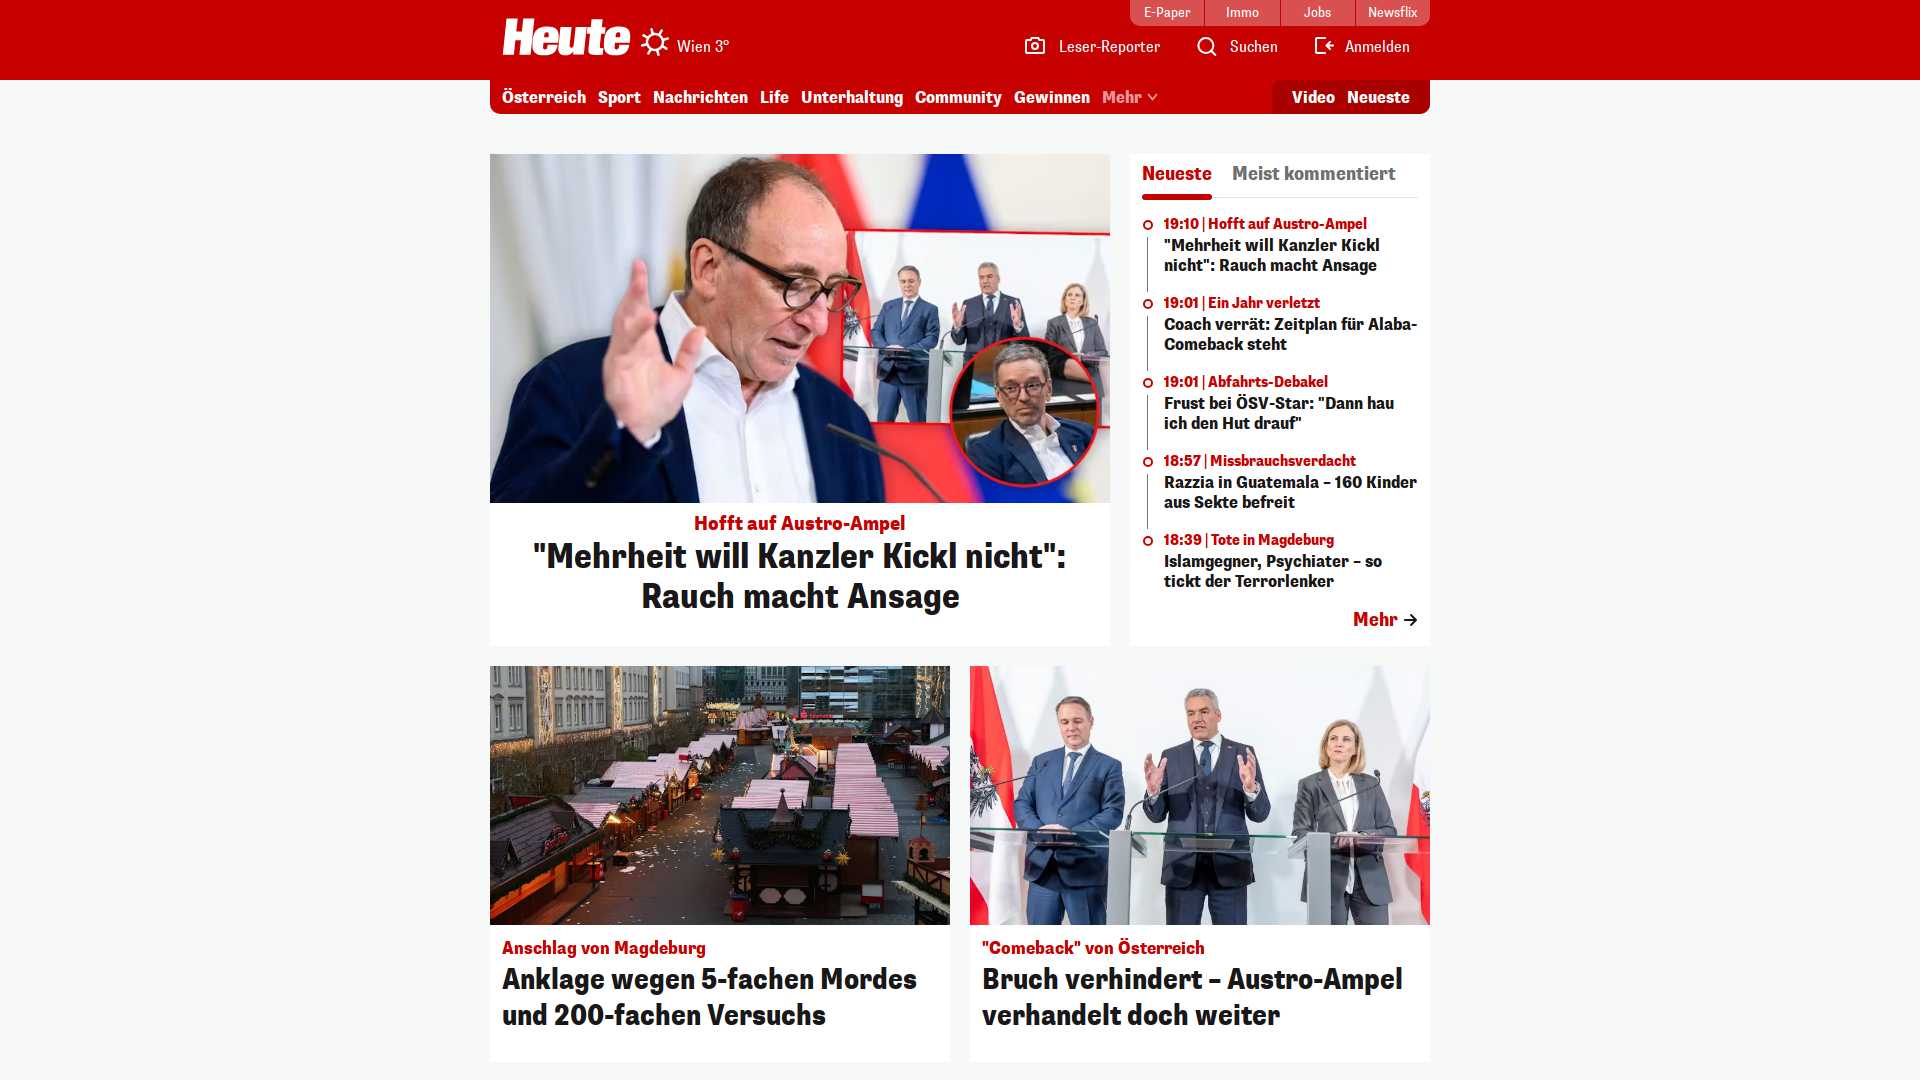 E-Paper
Immo
Jobs
Newsflix
Heute
Wien 3°
Leser-Reporter
Suchen
Anmelden
Österreich
Sport
Nachrichten
Life
Unterhaltung
Community
Gewinnen
Mehr
Video
Neueste
Hofft auf Austro-Ampel
"Mehrheit will Kanzler Kickl nicht":
Rauch macht Ansage
Neueste
Meist kommentiert
19:10 | Hofft auf Austro-Ampel
"Mehrheit will Kanzler Kickl
nicht": Rauch macht Ansage
19:01 | Ein Jahr verletzt
Coach verrät: Zeitplan für Alaba-
Comeback steht
19:01 | Abfahrts-Debakel
Frust bei ÖSV-Star: "Dann hau
ich den Hut drauf"
18:57 | Missbrauchsverdacht
Razzia in Guatemala – 160 Kinder
aus Sekte befreit
18:39 | Tote in Magdeburg
Islamgegner, Psychiater – so
tickt der Terrorlenker
Mehr
Anschlag von Magdeburg
Anklage wegen 5-fachen Mordes
und 200-fachen Versuchs
"Comeback" von Österreich
Bruch verhindert – Austro-Ampel
verhandelt doch weiter